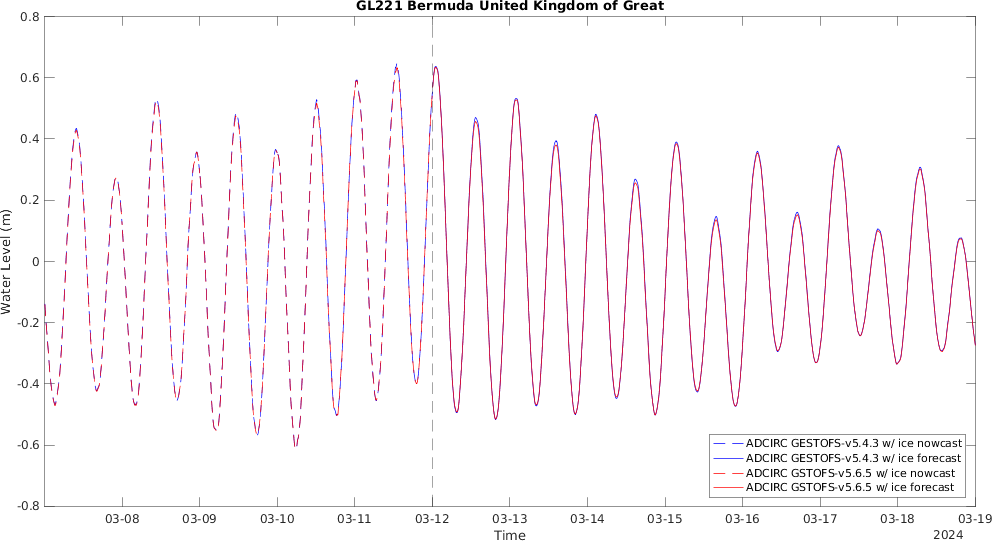 GL221 Bermuda United Kingdom of Great
0.8
0.6
0.4
0.2
0
-0.2
-0.4
-0.6
-0.8
Water Level (m)
03-08 03-09 03-10 03-11 03-12 03-13 03-14 03-15 03-16 03-17 03-18 03-19
Time
2024
ADCIRC GESTOFS-v5.4.3 w/ ice nowcast
ADCIRC GESTOFS-v5.4.3 w/ ice forecast
ADCIRC GSTOFS-v5.6.5 w/ ice nowcast
ADCIRC GSTOFS-v5.6.5 w/ ice forecast